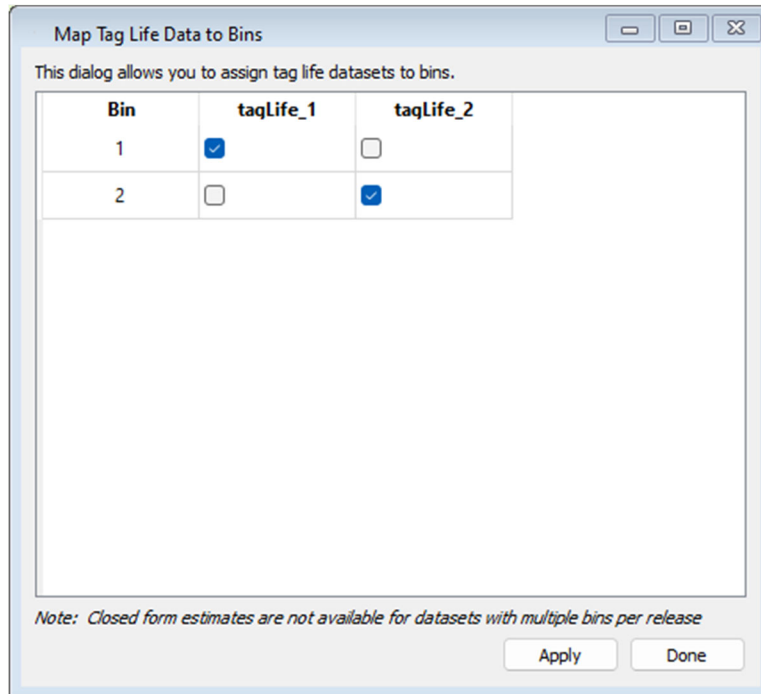 Map Tag Life Data to Bins
This dialog allows you to assign tag life datasets to bins.
Bin tagLife_1 tagLife_2
1
2
Note: Closed form estimates are not available for datasets with multiple bins per release
Apply Done